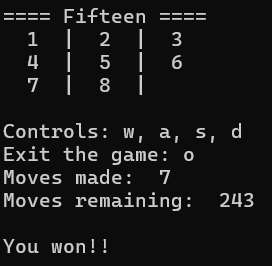 ==== Fifteen ====
1 | 2 | 3
4 | 5 | 6
7 | 8 |
Controls: w, a, s, d
Exit the game: o
Moves made: 7
Moves remaining: 243
You won!!